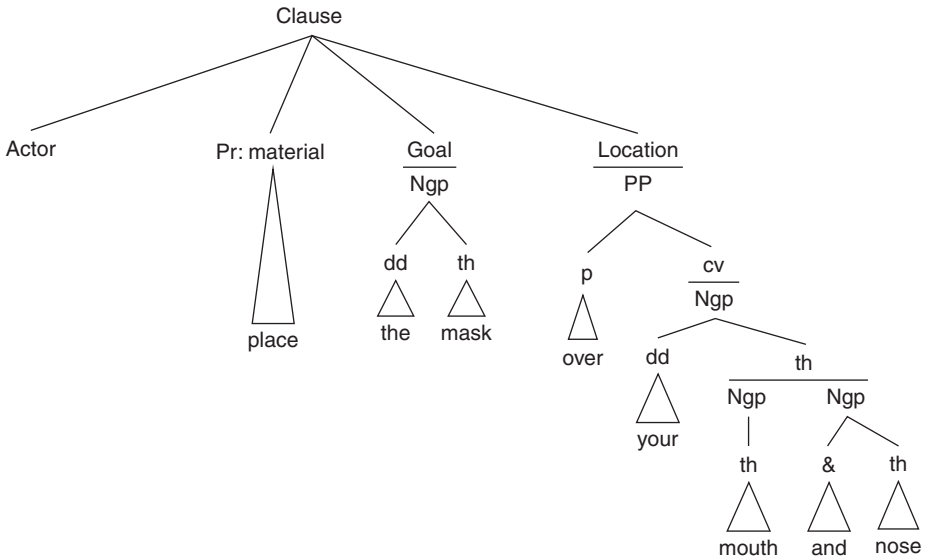 Clause
Actor Pr: material Goal Location
Ngp PP
dd th p cv
Ngp
the mask
place over dd th
Ngp Ngp
your
th & th
mouth and nose